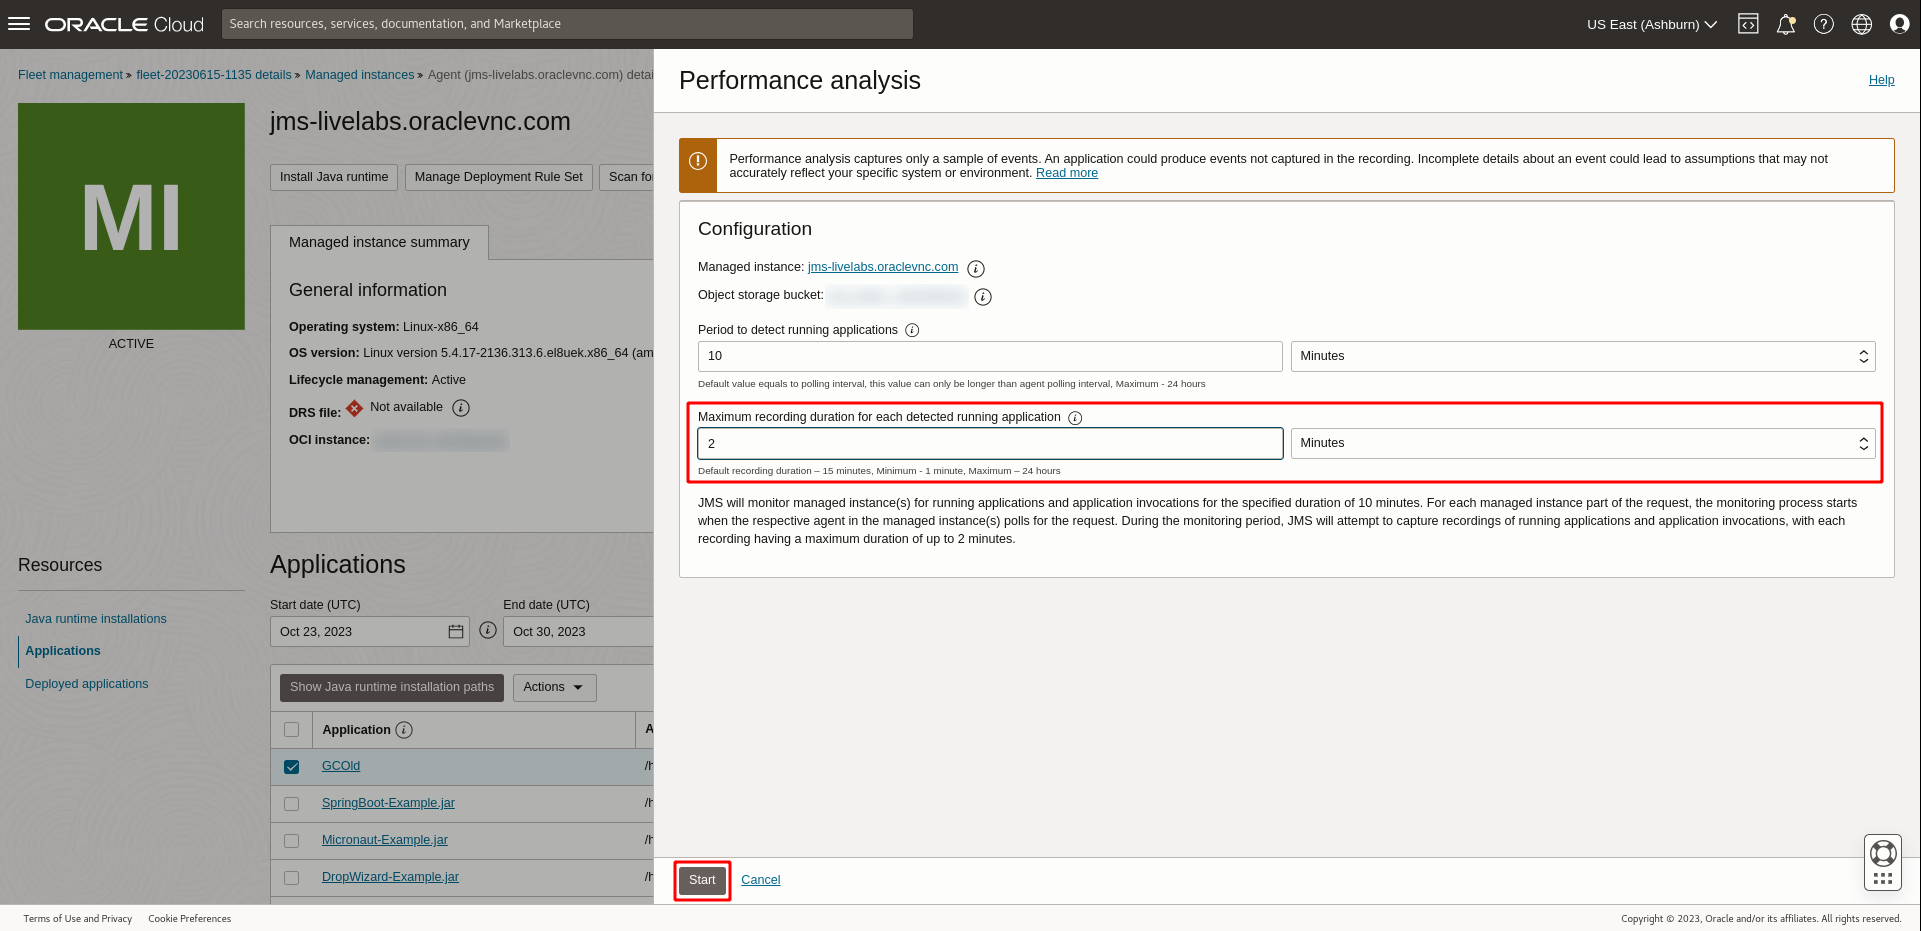 ORACLE Cloud
Search resources, services, documentation, and Marketplace
US East (Ashburn)
Fleet management » fleet-20230615-1135 details » Managed instances » Agent (jms-livelabs.oraclevnc.com) detai
MI
ACTIVE
jms-livelabs.oraclevnc.com
Install Java runtime
Manage Deployment Rule Set
Scan fo
Managed instance summary
General information
Operating system: Linux-x86_64
OS version: Linux version 5.4.17-2136.313.6.el8uek.x86_64 (am
Lifecycle management: Active
DRS file: Not available
OCI instance:
Resources
Java runtime installations
Applications
Deployed applications
Applications
Start date (UTC)
End date (UTC)
Oct 23, 2023
Oct 30, 2023
Show Java runtime installation paths
Actions
Application
A
GCOld
/h
SpringBoot-Example.jar
/h
Micronaut-Example.jar
/h
DropWizard-Example.jar
/h
Performance analysis
Help
Performance analysis captures only a sample of events. An application could produce events not captured in the recording. Incomplete details about an event could lead to assumptions that may not
accurately reflect your specific system or environment. Read more
Configuration
Managed instance: jms-livelabs.oraclevnc.com
Object storage bucket:
Period to detect running applications
10
Minutes
Default value equals to polling interval, this value can only be longer than agent polling interval, Maximum - 24 hours
Maximum recording duration for each detected running application
2
Minutes
Default recording duration – 15 minutes, Minimum - 1 minute, Maximum – 24 hours
JMS will monitor managed instance(s) for running applications and application invocations for the specified duration of 10 minutes. For each managed instance part of the request, the monitoring process starts
when the respective agent in the managed instance(s) polls for the request. During the monitoring period, JMS will attempt to capture recordings of running applications and application invocations, with each
recording having a maximum duration of up to 2 minutes.
Start
Cancel
Terms of Use and Privacy
Cookie Preferences
Copyright © 2023, Oracle and/or its affiliates. All rights reserved.